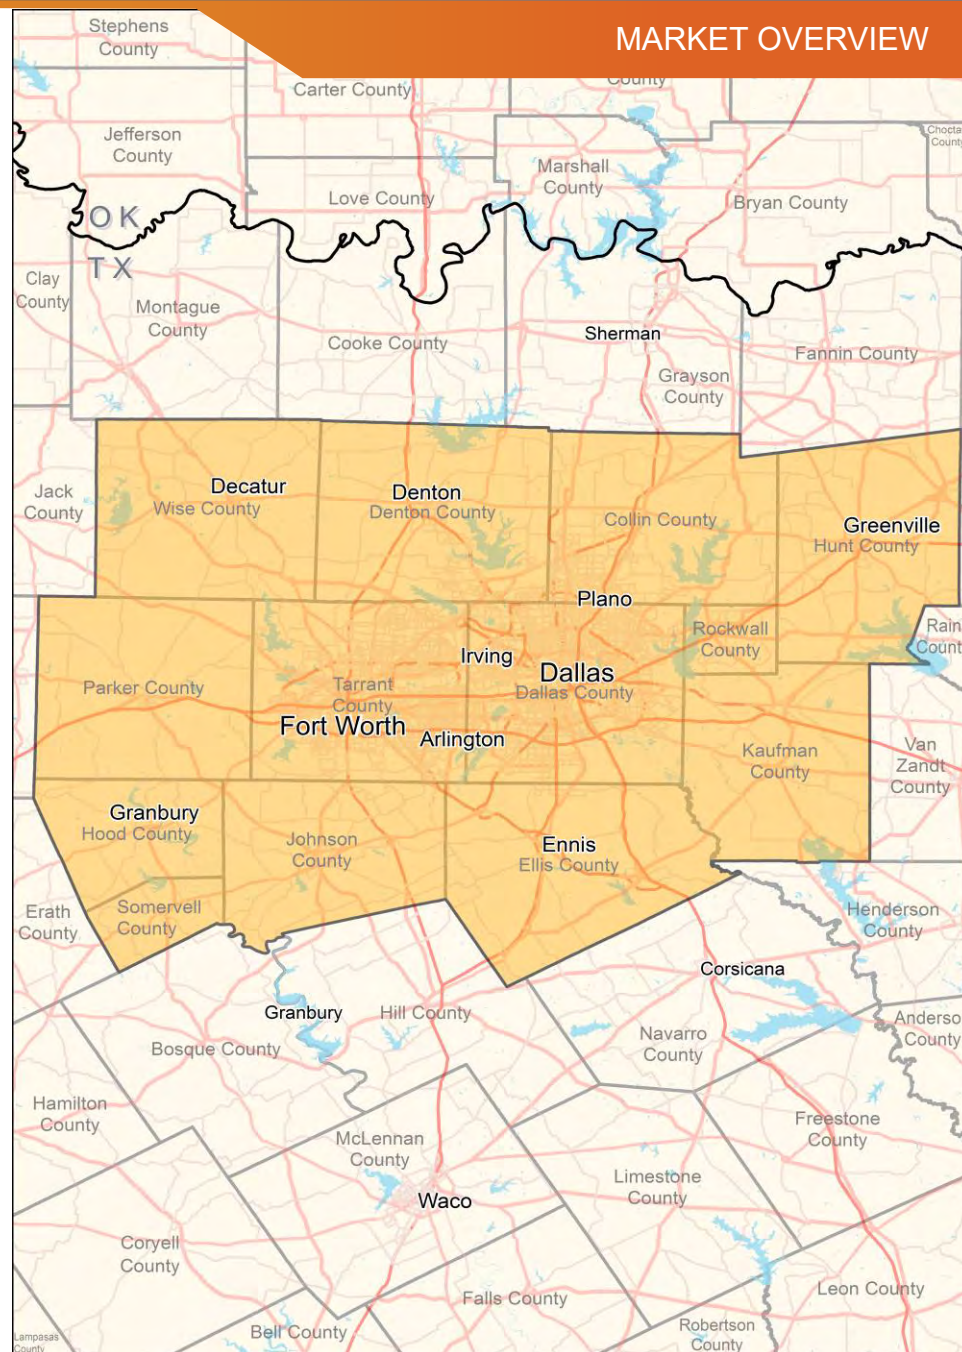 MARKET OVERVIEW
Stephens
County
Carter County
County
Jefferson
County
Marshall
County
Love County
Bryan County
OK
TX
Clay
County
Montague
County
Cooke County
Sherman
Fannin County
Grayson
County
Jack
County
Decatur
Wise County
Denton
Denton County
Collin County
Greenville
Hunt County
Plano
Rockwall
County
Irving
Dallas
Dallas County
Parker County
Tarrant
County
Fort Worth
Arlington
Kaufman
County
Van
Zandt
County
Granbury
Hood County
Johnson
County
Ennis
Ellis County
Erath
County
Somervell
County
Henderson
County
Corsicana
Granbury
Hill County
Navarro
County
Anderso
County
Bosque County
Hamilton
County
McLennan
County
Freestone
County
Limestone
County
Waco
Coryell
County
Falls County
Leon County
Bell County
Robertson
County
Lampasas
County
Chocta
County
Rain
Count